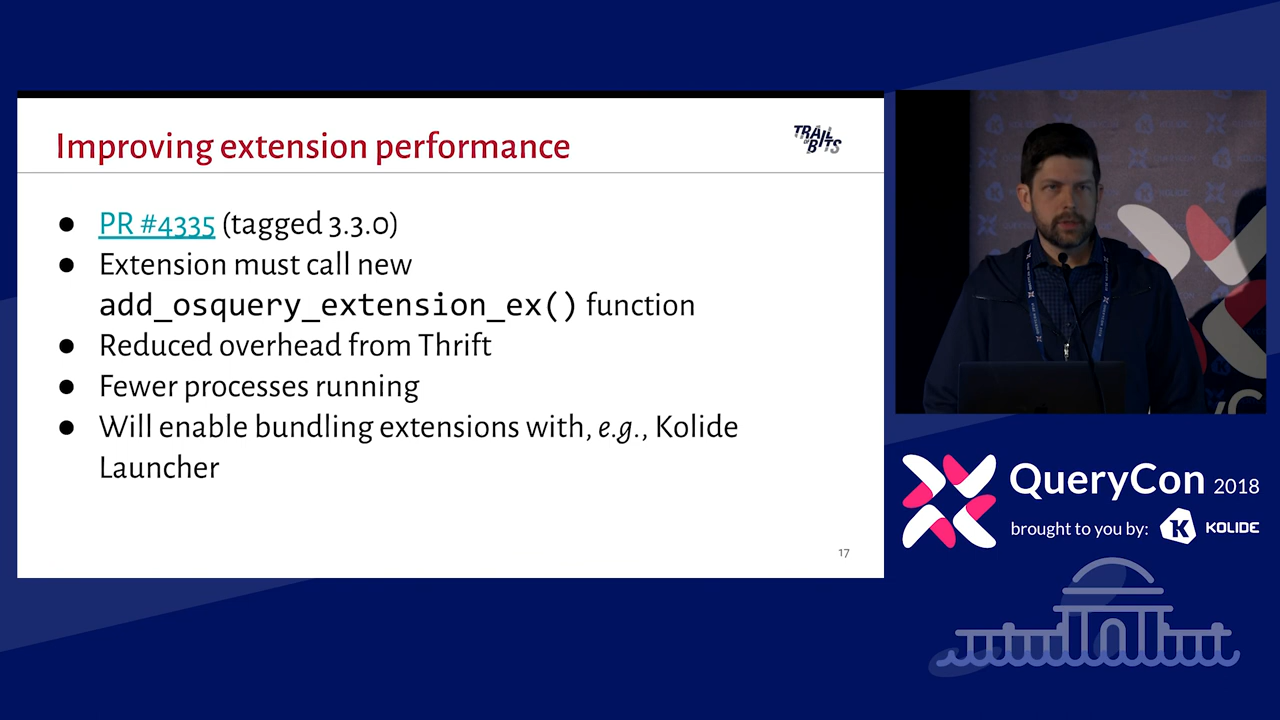 Improving extension performance
TRAIL
OF
BITS
● PR #4335 (tagged 3.3.0)
● Extension must call new
add_osquery_extension_ex() function
● Reduced overhead from Thrift
● Fewer processes running
● Will enable bundling extensions with, e.g., Kolide
Launcher
17
QueryCon 2018
brought to you by: K KOLIDE